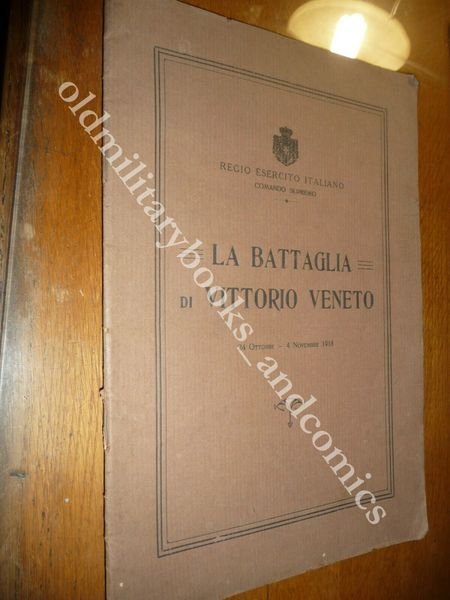 REGIO ESERCITO ITALIANO
COMANDO SUPREMO
LA BATTAGLIA
DI VITTORIO VENETO
24 OTTOBRE - 4 NOVEMBRE 1918
oldmilitarybooks_andcomics